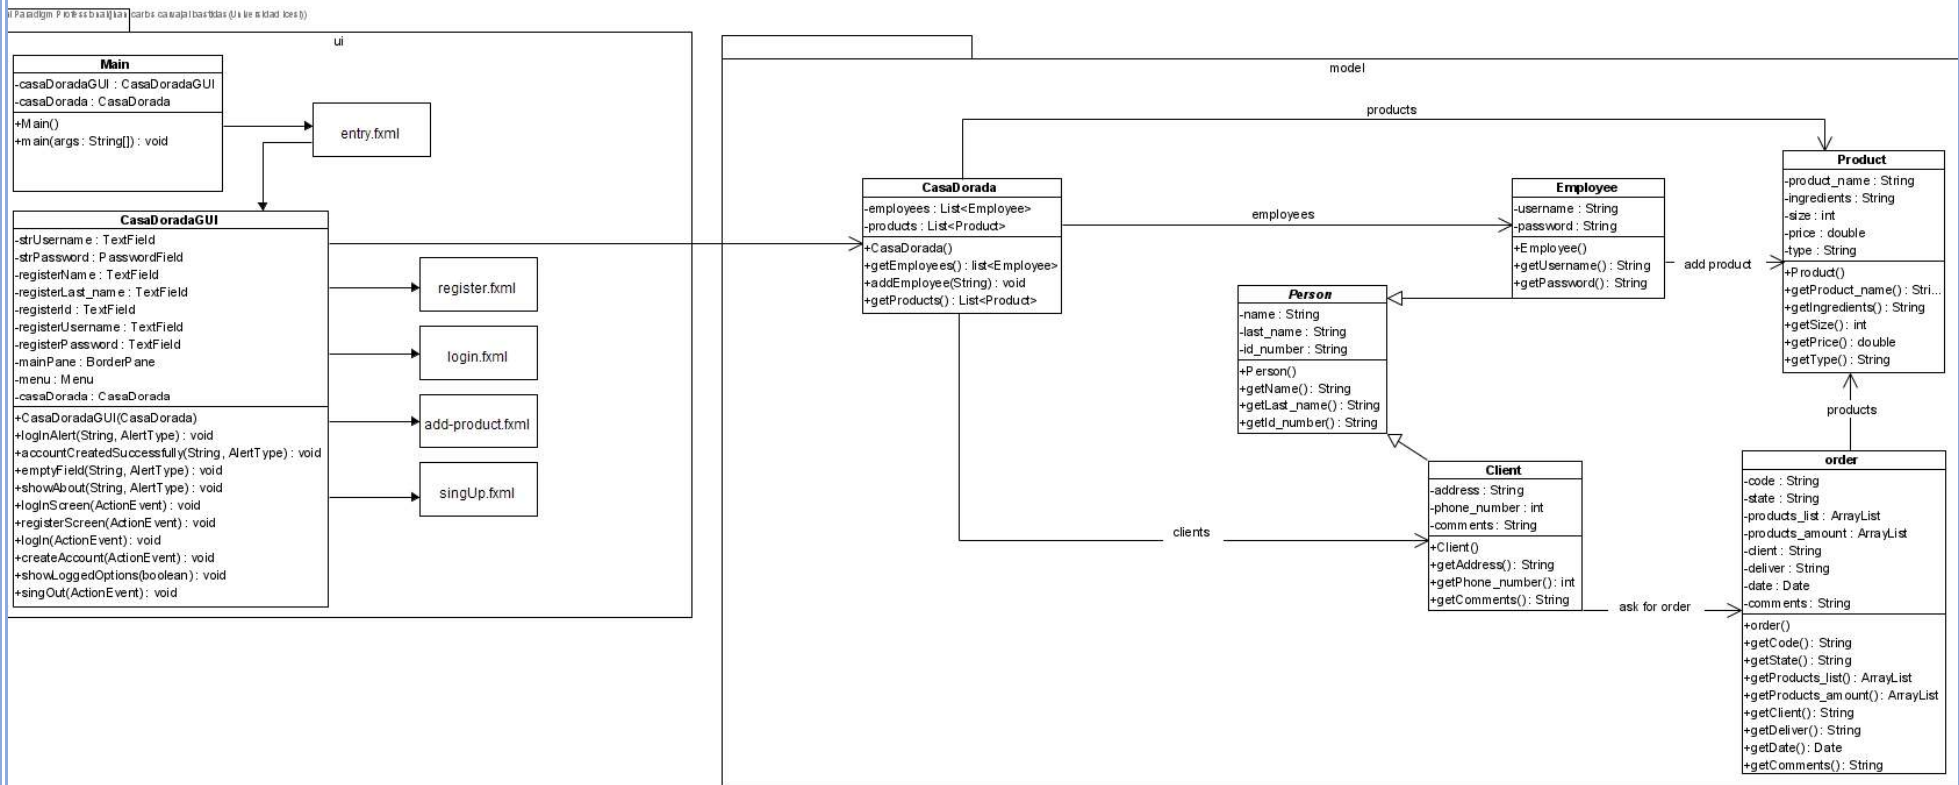 Paradigm Professional(jhan carlos carvajal bastidas(Universidad Icesi))
ui
Main
-casaDoradaGUI : CasaDoradaGUI
-casaDorada : CasaDorada
+Main()
+main(args : String[]) : void
entry.fxml
CasaDoradaGUI
-strUsername : TextField
-strPassword : PasswordField
-registerName : TextField
-registerLast_name : TextField
-registerId : TextField
-registerUsername : TextField
-registerPassword : TextField
-mainPane : BorderPane
-menu : Menu
-casaDorada : CasaDorada
+CasaDoradaGUI(CasaDorada)
+logInAlert(String, AlertType) : void
+accountCreatedSuccessfully(String, AlertType) : void
+emptyField(String, AlertType) : void
+showAbout(String, AlertType) : void
+logInScreen(ActionEvent) : void
+registerScreen(ActionEvent) : void
+logIn(ActionEvent) : void
+createAccount(ActionEvent) : void
+showLoggedOptions(boolean) : void
+singOut(ActionEvent) : void
register.fxml
login.fxml
add-product.fxml
singUp.fxml
model
products
CasaDorada
-employees : List<Employee>
-products : List<Product>
+CasaDorada()
+getEmployees() : list<Employee>
+addEmployee(String) : void
+getProducts() : List<Product>
employees
Employee
-username : String
-password : String
+Employee()
+getUsername() : String
+getPassword() : String
add product
Product
-product_name : String
-ingredients : String
-size : int
-price : double
-type : String
+Product()
+getProduct_name() : Stri...
+getIngredients() : String
+getSize() : int
+getPrice() : double
+getType() : String
Person
-name : String
-last_name : String
-id_number : String
+Person()
+getName() : String
+getLast_name() : String
+getId_number() : String
products
clients
Client
-address : String
-phone_number : int
-comments : String
+Client()
+getAddress() : String
+getPhone_number() : int
+getComments() : String
ask for order
order
-code : String
-state : String
-products_list : ArrayList
-products_amount : ArrayList
-client : String
-deliver : String
-date : Date
-comments : String
+order()
+getCode() : String
+getState() : String
+getProducts_list() : ArrayList
+getProducts_amount() : ArrayList
+getClient() : String
+getDeliver() : String
+getDate() : Date
+getComments() : String